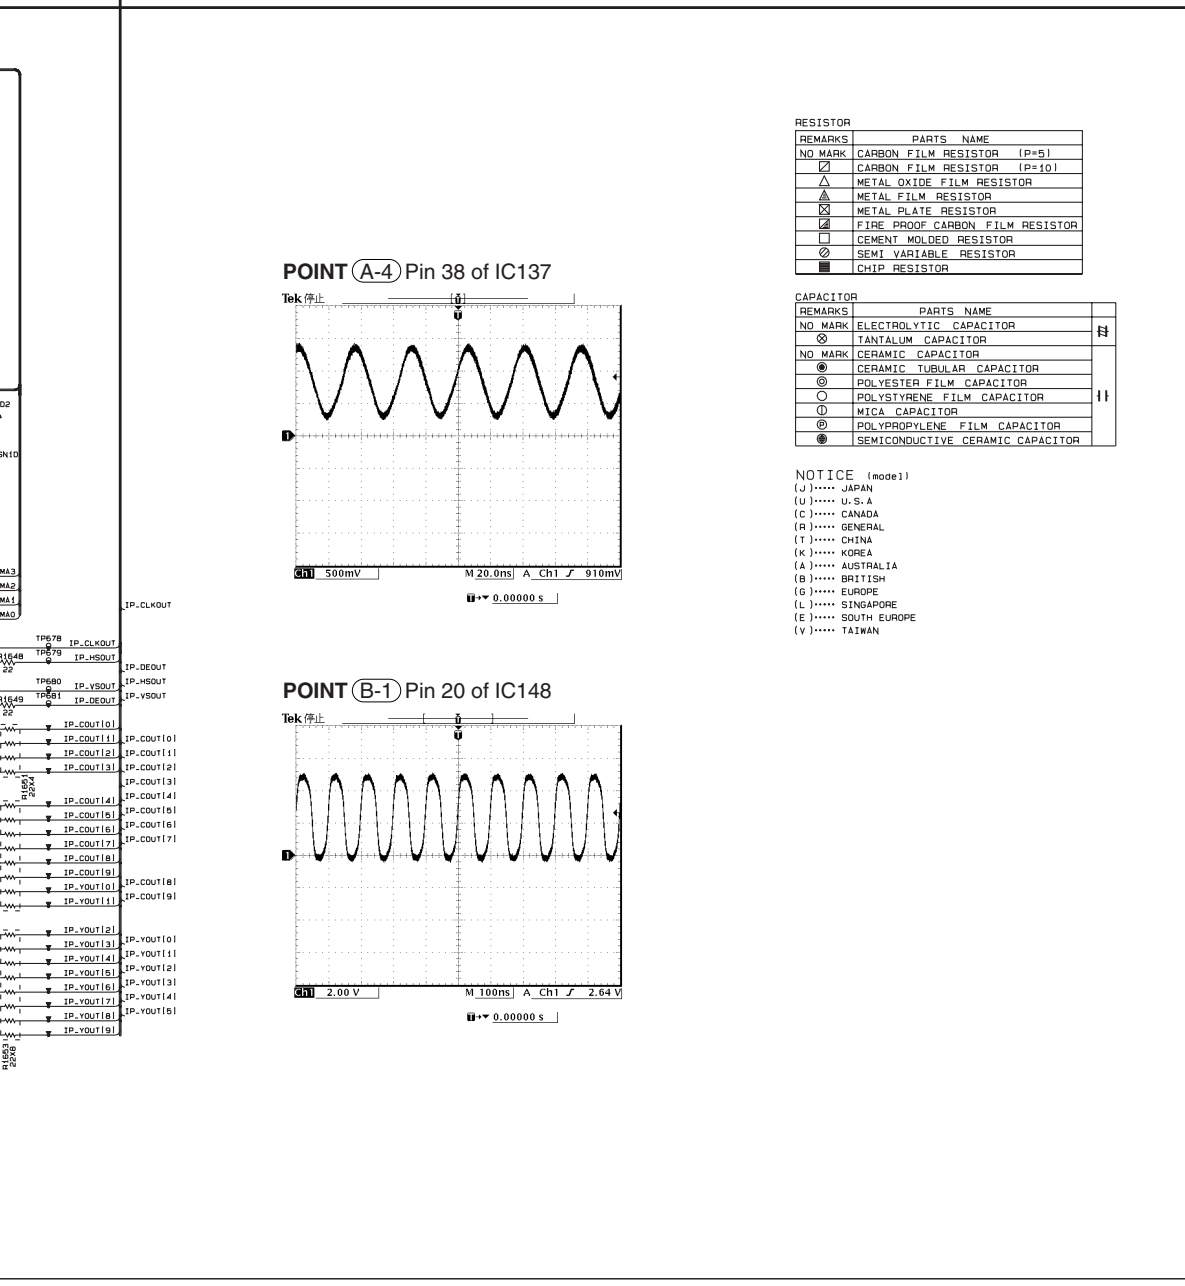 D2
SN1D
MA3
MA2
MA1
MA0
TP678
IP_CLKOUT
R1648
22
TP679
IP_HSOUT
TP680
IP_VSOUT
R1649
22
TP681
IP_DEOUT
IP_COUT[0]
IP_COUT[1]
IP_COUT[2]
IP_COUT[3]
R1651
22X4
IP_COUT[4]
IP_COUT[5]
IP_COUT[6]
IP_COUT[7]
IP_COUT[8]
IP_COUT[9]
IP_YOUT[0]
IP_YOUT[1]
IP_YOUT[2]
IP_YOUT[3]
IP_YOUT[4]
IP_YOUT[5]
IP_YOUT[6]
IP_YOUT[7]
IP_YOUT[8]
IP_YOUT[9]
R1653
22X8
IP_CLKOUT
IP_DEOUT
IP_HSOUT
IP_VSOUT
IP_COUT[0]
IP_COUT[1]
IP_COUT[2]
IP_COUT[3]
IP_COUT[4]
IP_COUT[5]
IP_COUT[6]
IP_COUT[7]
IP_COUT[8]
IP_COUT[9]
IP_YOUT[0]
IP_YOUT[1]
IP_YOUT[2]
IP_YOUT[3]
IP_YOUT[4]
IP_YOUT[5]
POINT A-4 Pin 38 of IC137
Tek 停止
T
1
Ch1 500mV M 20.0ns A Ch1 910mV
0.00000 s
POINT B-1 Pin 20 of IC148
Tek 停止
T
1
Ch1 2.00 V M 100ns A Ch1 2.64 V
0.00000 s
RESISTOR
REMARKS PARTS NAME
NO MARK CARBON FILM RESISTOR (P=5)
CARBON FILM RESISTOR (P=10)
METAL OXIDE FILM RESISTOR
METAL FILM RESISTOR
METAL PLATE RESISTOR
FIRE PROOF CARBON FILM RESISTOR
CEMENT MOLDED RESISTOR
SEMI VARIABLE RESISTOR
CHIP RESISTOR
CAPACITOR
REMARKS PARTS NAME
NO MARK ELECTROLYTIC CAPACITOR
TANTALUM CAPACITOR
NO MARK CERAMIC CAPACITOR
CERAMIC TUBULAR CAPACITOR
POLYESTER FILM CAPACITOR
POLYSTYRENE FILM CAPACITOR
MICA CAPACITOR
P POLYPROPYLENE FILM CAPACITOR
SEMICONDUCTIVE CERAMIC CAPACITOR
NOTICE (model)
(J)····· JAPAN
(U)····· U.S.A
(C)····· CANADA
(R)····· GENERAL
(T)····· CHINA
(K)····· KOREA
(A)····· AUSTRALIA
(B)····· BRITISH
(G)····· EUROPE
(L)····· SINGAPORE
(E)····· SOUTH EUROPE
(V)····· TAIWAN